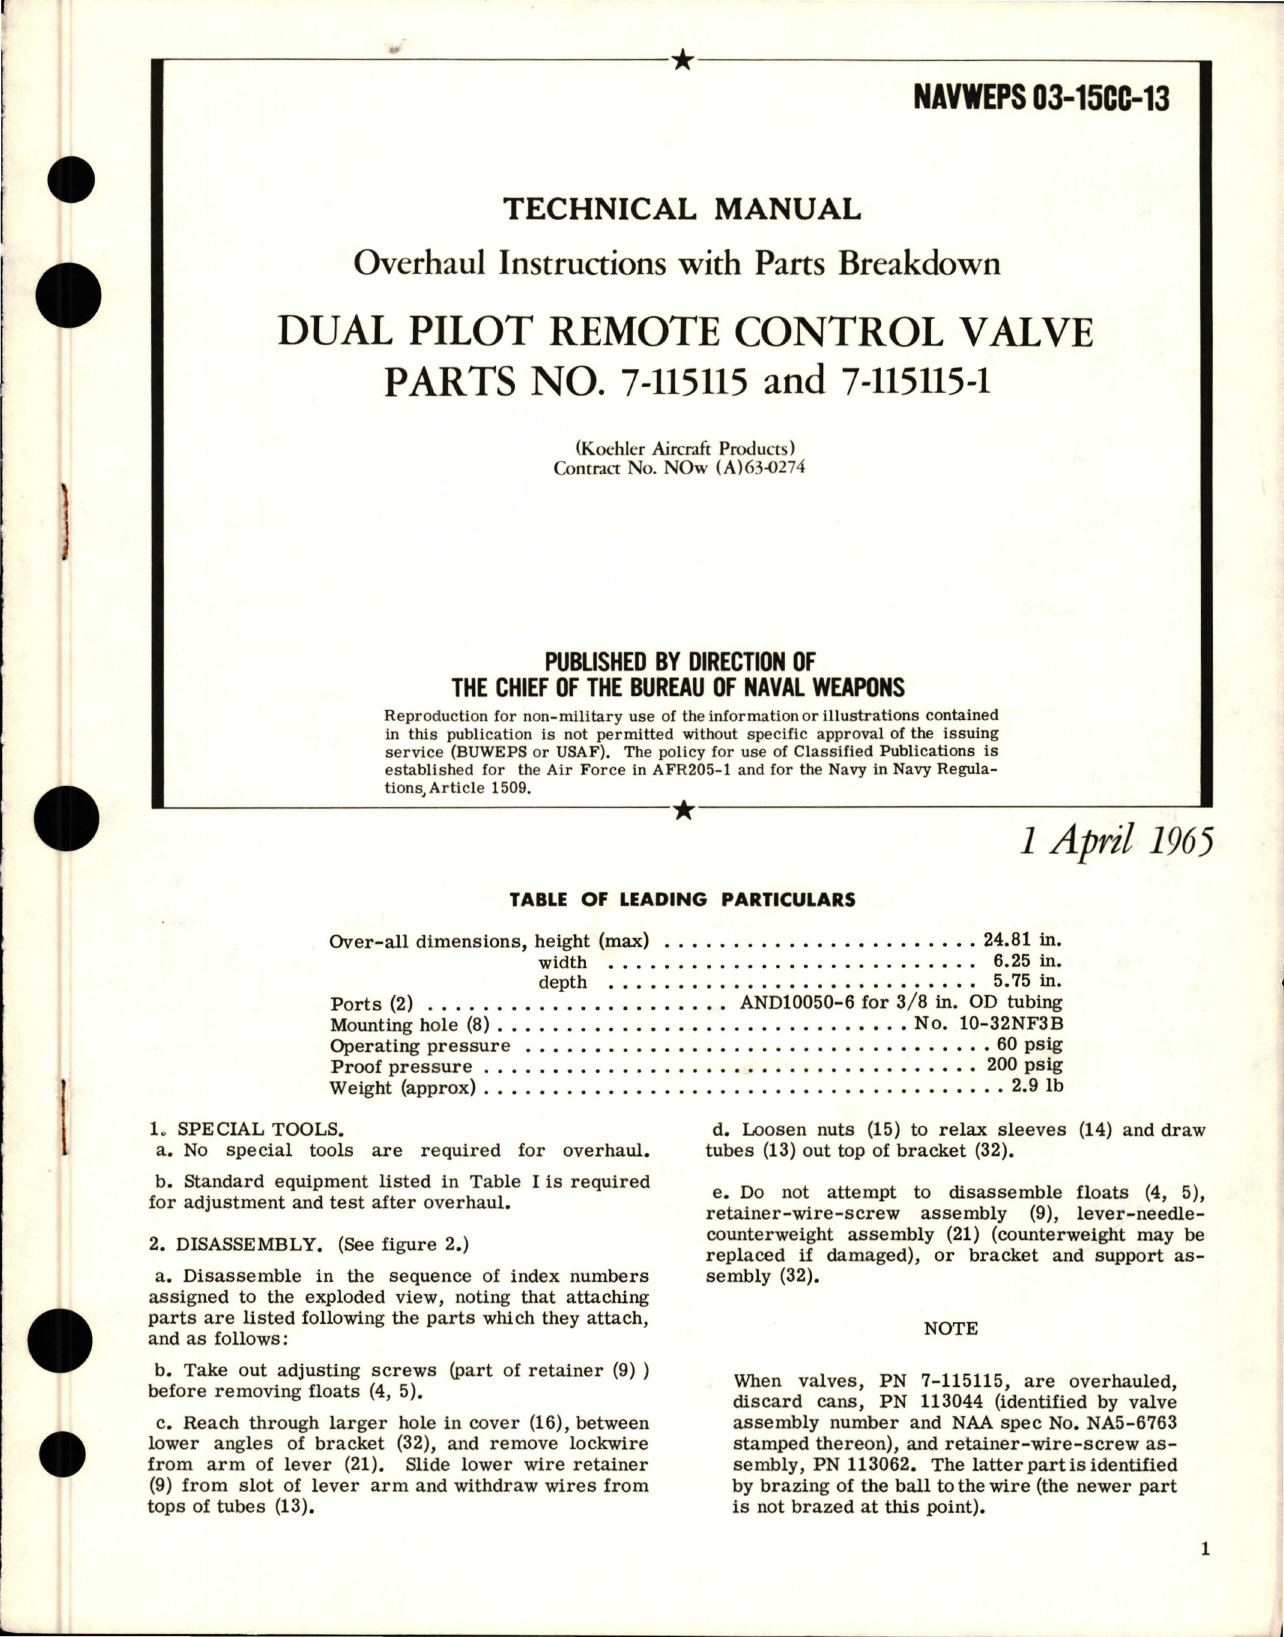 NAVWEPS 03-15CC-13
TECHNICAL MANUAL
Overhaul Instructions with Parts Breakdown
DUAL PILOT REMOTE CONTROL VALVE
PARTS NO. 7-115115 and 7-115115-1
(Koehler Aircraft Products)
Contract No. NOw (A)63-0274
PUBLISHED BY DIRECTION OF
THE CHIEF OF THE BUREAU OF NAVAL WEAPONS
Reproduction for non-military use of the information or illustrations contained
in this publication is not permitted without specific approval of the issuing
service (BUWEPS or USAF). The policy for use of Classified Publications is
established for the Air Force in AFR205-1 and for the Navy in Navy Regula-
tions, Article 1509.
1 April 1965
TABLE OF LEADING PARTICULARS
Over-all dimensions, height (max) . . . . . . . . . . . . . . . . . . . . . . . 24.81 in.
width . . . . . . . . . . . . . . . . . . . . . . . . . . . 6.25 in.
depth . . . . . . . . . . . . . . . . . . . . . . . . . . . 5.75 in.
Ports (2) . . . . . . . . . . . . . . . . . . . . . . AND10050-6 for 3/8 in. OD tubing
Mounting hole (8) . . . . . . . . . . . . . . . . . . . . . . . . . . . . . . No. 10-32NF3B
Operating pressure . . . . . . . . . . . . . . . . . . . . . . . . . . . . . . . . . . 60 psig
Proof pressure . . . . . . . . . . . . . . . . . . . . . . . . . . . . . . . . . . . . 200 psig
Weight (approx) . . . . . . . . . . . . . . . . . . . . . . . . . . . . . . . . . . . . . . 2.9 lb
1. SPECIAL TOOLS.
a. No special tools are required for overhaul.
b. Standard equipment listed in Table I is required
for adjustment and test after overhaul.
2. DISASSEMBLY. (See figure 2.)
a. Disassemble in the sequence of index numbers
assigned to the exploded view, noting that attaching
parts are listed following the parts which they attach,
and as follows:
b. Take out adjusting screws (part of retainer (9) )
before removing floats (4, 5).
c. Reach through larger hole in cover (16), between
lower angles of bracket (32), and remove lockwire
from arm of lever (21). Slide lower wire retainer
(9) from slot of lever arm and withdraw wires from
tops of tubes (13).
d. Loosen nuts (15) to relax sleeves (14) and draw
tubes (13) out top of bracket (32).
e. Do not attempt to disassemble floats (4, 5),
retainer-wire-screw assembly (9), lever-needle-
counterweight assembly (21) (counterweight may be
replaced if damaged), or bracket and support as-
sembly (32).
NOTE
When valves, PN 7-115115, are overhauled,
discard cans, PN 113044 (identified by valve
assembly number and NAA spec No. NA5-6763
stamped thereon), and retainer-wire-screw as-
sembly, PN 113062. The latter part is identified
by brazing of the ball to the wire (the newer part
is not brazed at this point).
1